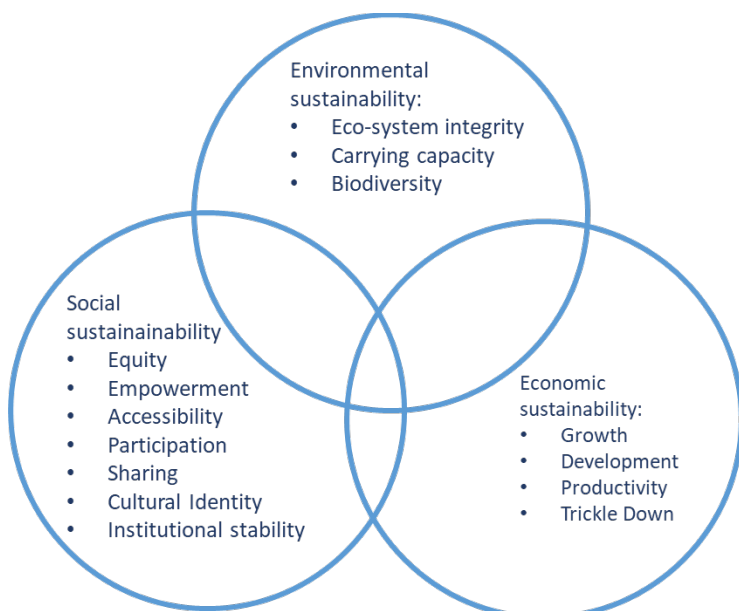 Environmental
sustainability:
• Eco-system integrity
• Carrying capacity
• Biodiversity
Social
sustainainability
• Equity
• Empowerment
• Accessibility
• Participation
• Sharing
• Cultural Identity
• Institutional stability
Economic
sustainability:
• Growth
• Development
• Productivity
• Trickle Down